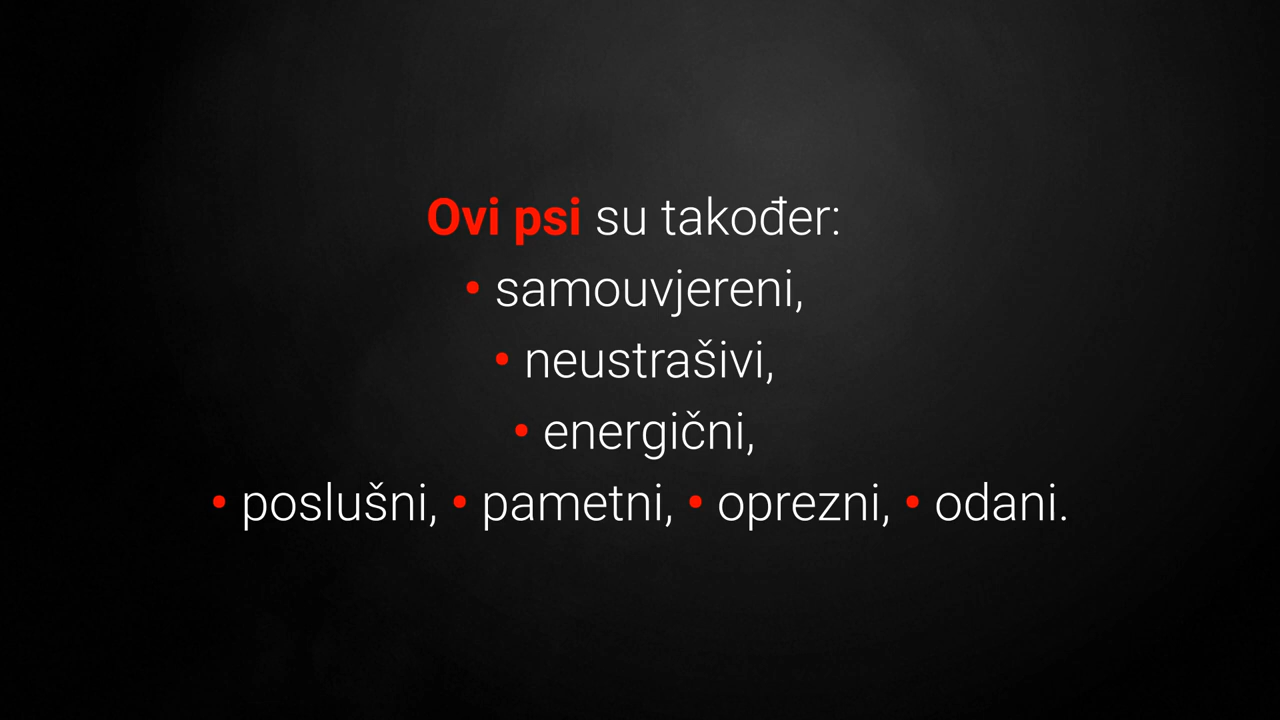 Ovi psi su također:
• samouvjereni,
• neustrašivi,
• energični,
• poslušni, • pametni, • oprezni, • odani.